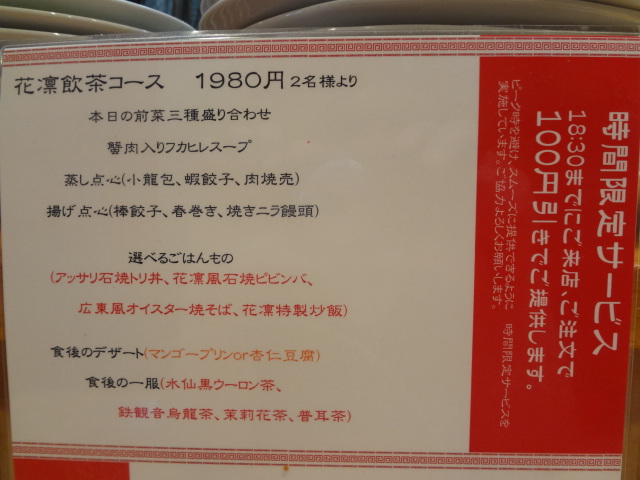 花凛飲茶コース 1980円 2名様より
本日の前菜三種盛り合わせ
蟹肉入りフカヒレスープ
蒸し点心(小龍包、蝦餃子、肉焼売)
揚げ点心(棒餃子、春巻き、焼きニラ饅頭)
選べるごはんもの
(アッサリ石焼トリ丼、花凛風石焼ビビンバ、
広東風オイスター焼そば、花凛特製炒飯)
食後のデザート(マンゴープリンor杏仁豆腐)
食後の一服(水仙黒ウーロン茶、
鉄観音烏龍茶、茉莉花茶、普耳茶)
時間限定サービス
18:30までにご来店、ご注文で
100円引きでご提供します。
ピーク時を避け、スムーズに提供できるように 時間限定サービスを
実施しています。ご協力よろしくお願いします。